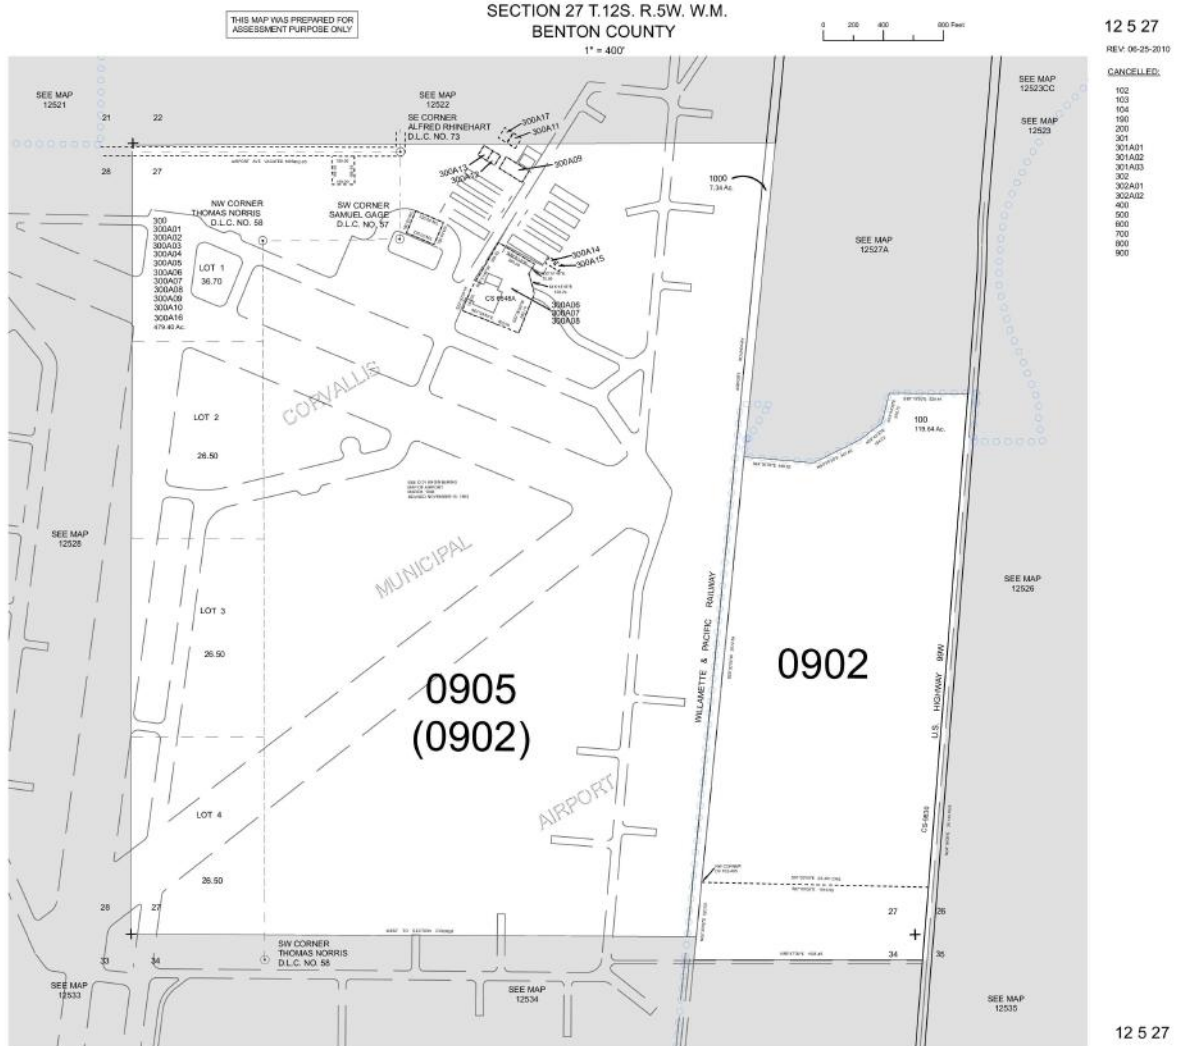 THIS MAP WAS PREPARED FOR
ASSESSMENT PURPOSE ONLY
SECTION 27 T.12S. R.5W. W.M.
BENTON COUNTY
1" = 400'
0 200 400 800 Feet
12 5 27
REV: 06-25-2010
CANCELLED:
102
103
104
190
200
301
301A01
301A02
301A03
302
302A01
302A02
400
500
600
700
800
900
SEE MAP
12521
SEE MAP
12522
SEE MAP
12523CC
SEE MAP
12523
21
22
28
27
SE CORNER
ALFRED RHINEHART
D.L.C. NO. 73
300A17
300A11
300A09
300A13
300A12
1000
7.34 Ac.
NW CORNER
THOMAS NORRIS
D.L.C. NO. 58
SW CORNER
SAMUEL GAGE
D.L.C. NO. 57
300
300A01
300A02
300A03
300A04
300A05
300A06
300A07
300A08
300A09
300A10
300A16
479.40 Ac.
LOT 1
36.70
300A14
300A15
CS 6948A
300A06
300A07
300A08
SEE MAP
12527A
CORVALLIS
LOT 2
26.50
100
119.64 Ac.
SEE MAP
12528
MUNICIPAL
LOT 3
26.50
SEE MAP
12526
WILLAMETTE & PACIFIC RAILWAY
U.S. HIGHWAY 99W
0905
(0902)
0902
AIRPORT
LOT 4
26.50
28
27
33
34
27
26
34
35
SW CORNER
THOMAS NORRIS
D.L.C. NO. 58
SEE MAP
12533
SEE MAP
12534
SEE MAP
12535
12 5 27